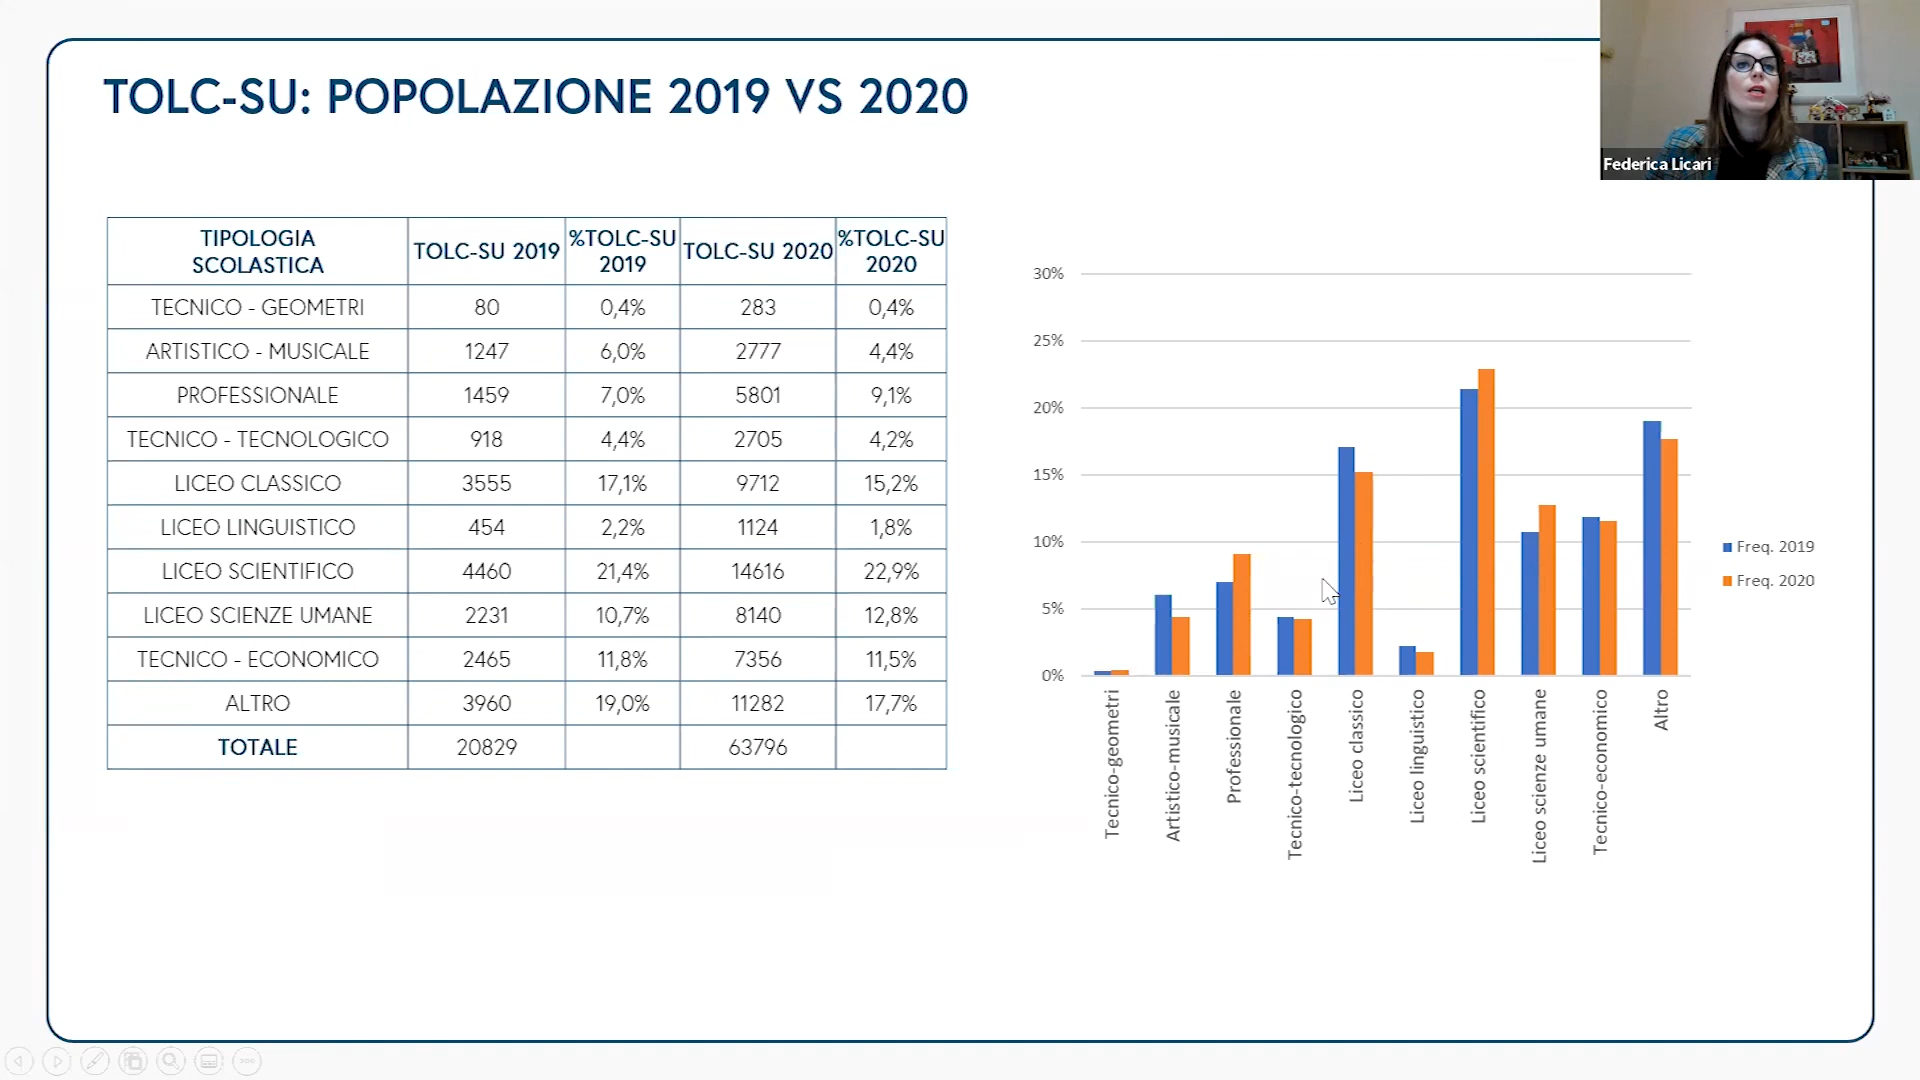 TOLC-SU: POPOLAZIONE 2019 VS 2020
Federica Licari
TIPOLOGIA SCOLASTICA TOLC-SU 2019 %TOLC-SU 2019 TOLC-SU 2020 %TOLC-SU 2020
TECNICO - GEOMETRI 80 0,4% 283 0,4%
ARTISTICO - MUSICALE 1247 6,0% 2777 4,4%
PROFESSIONALE 1459 7,0% 5801 9,1%
TECNICO - TECNOLOGICO 918 4,4% 2705 4,2%
LICEO CLASSICO 3555 17,1% 9712 15,2%
LICEO LINGUISTICO 454 2,2% 1124 1,8%
LICEO SCIENTIFICO 4460 21,4% 14616 22,9%
LICEO SCIENZE UMANE 2231 10,7% 8140 12,8%
TECNICO - ECONOMICO 2465 11,8% 7356 11,5%
ALTRO 3960 19,0% 11282 17,7%
TOTALE 20829 63796
30%
25%
20%
15%
10%
5%
0%
Tecnico-geometri
Artistico-musicale
Professionale
Tecnico-tecnologico
Liceo classico
Liceo linguistico
Liceo scientifico
Liceo scienze umane
Tecnico-economico
Altro
Freq. 2019
Freq. 2020